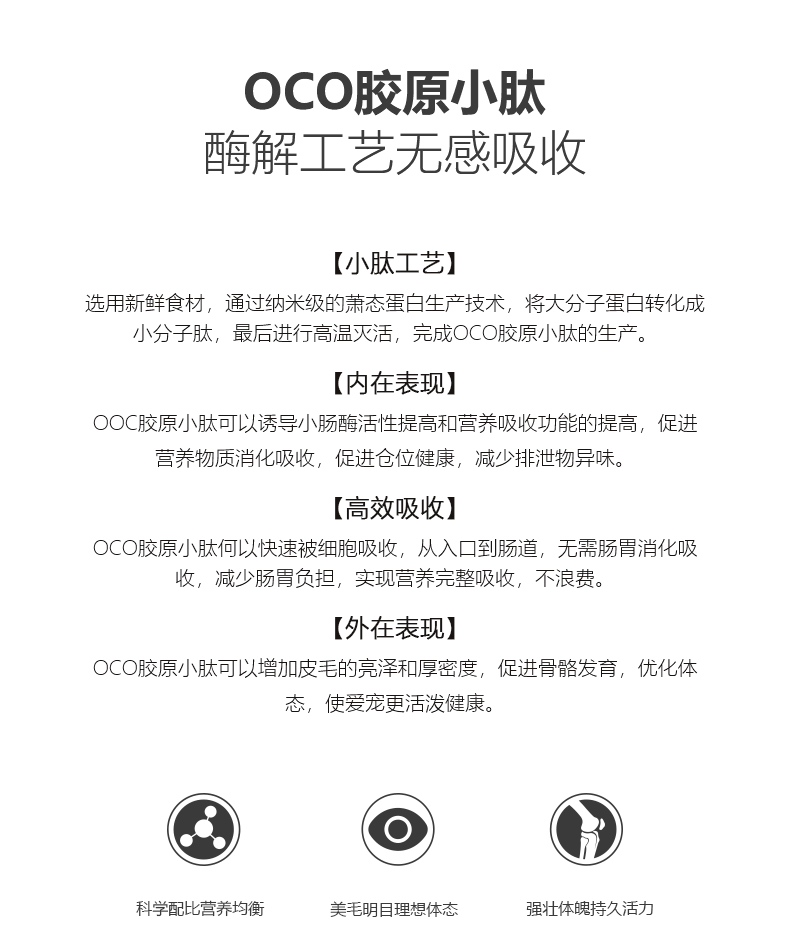 OCO胶原小肽
酶解工艺无感吸收
【小肽工艺】
选用新鲜食材，通过纳米级的萧态蛋白生产技术，将大分子蛋白转化成
小分子肽，最后进行高温灭活，完成OCO胶原小肽的生产。
【内在表现】
OOC胶原小肽可以诱导小肠酶活性提高和营养吸收功能的提高，促进
营养物质消化吸收，促进仓位健康，减少排泄物异味。
【高效吸收】
OCO胶原小肽何以快速被细胞吸收，从入口到肠道，无需肠胃消化吸
收，减少肠胃负担，实现营养完整吸收，不浪费。
【外在表现】
OCO胶原小肽可以增加皮毛的亮泽和厚密度，促进骨骼发育，优化体
态，使爱宠更活泼健康。
科学配比营养均衡
美毛明目理想体态
强壮体魄持久活力